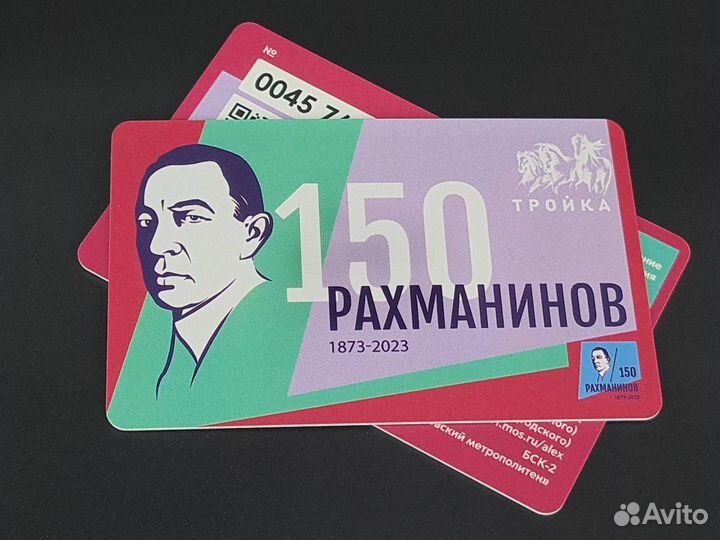 №
0045 7
150
ТРОЙКА
РАХМАНИНОВ
1873-2023
150
РАХМАНИНОВ
1873-2023
mos.ru/alex
БСК-2
метрополитен»
Avito